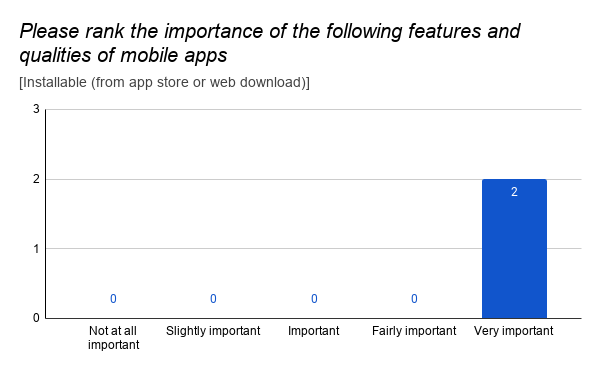 Please rank the importance of the following features and
qualities of mobile apps
[Installable (from app store or web download)]
3
2
1
0
2
0
0
0
0
Not at all
important
Slightly important
Important
Fairly important
Very important